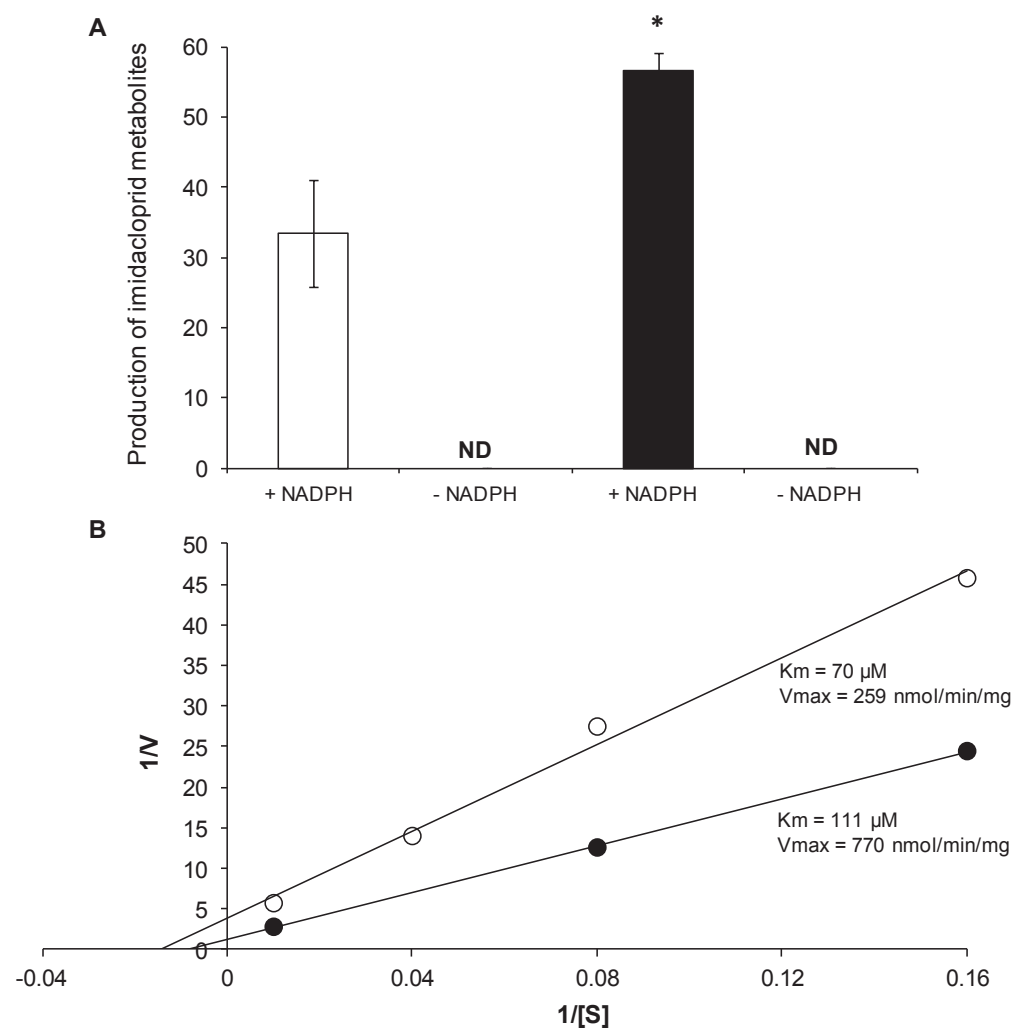 A
*
Production of imidacloprid metabolites
60
50
40
30
20
10
0
ND
ND
+ NADPH
- NADPH
+ NADPH
- NADPH
B
50
45
40
35
30
25
20
15
10
5
0
1/V
Km = 70 µM
Vmax = 259 nmol/min/mg
Km = 111 µM
Vmax = 770 nmol/min/mg
-0.04
0
0.04
0.08
0.12
0.16
1/[S]